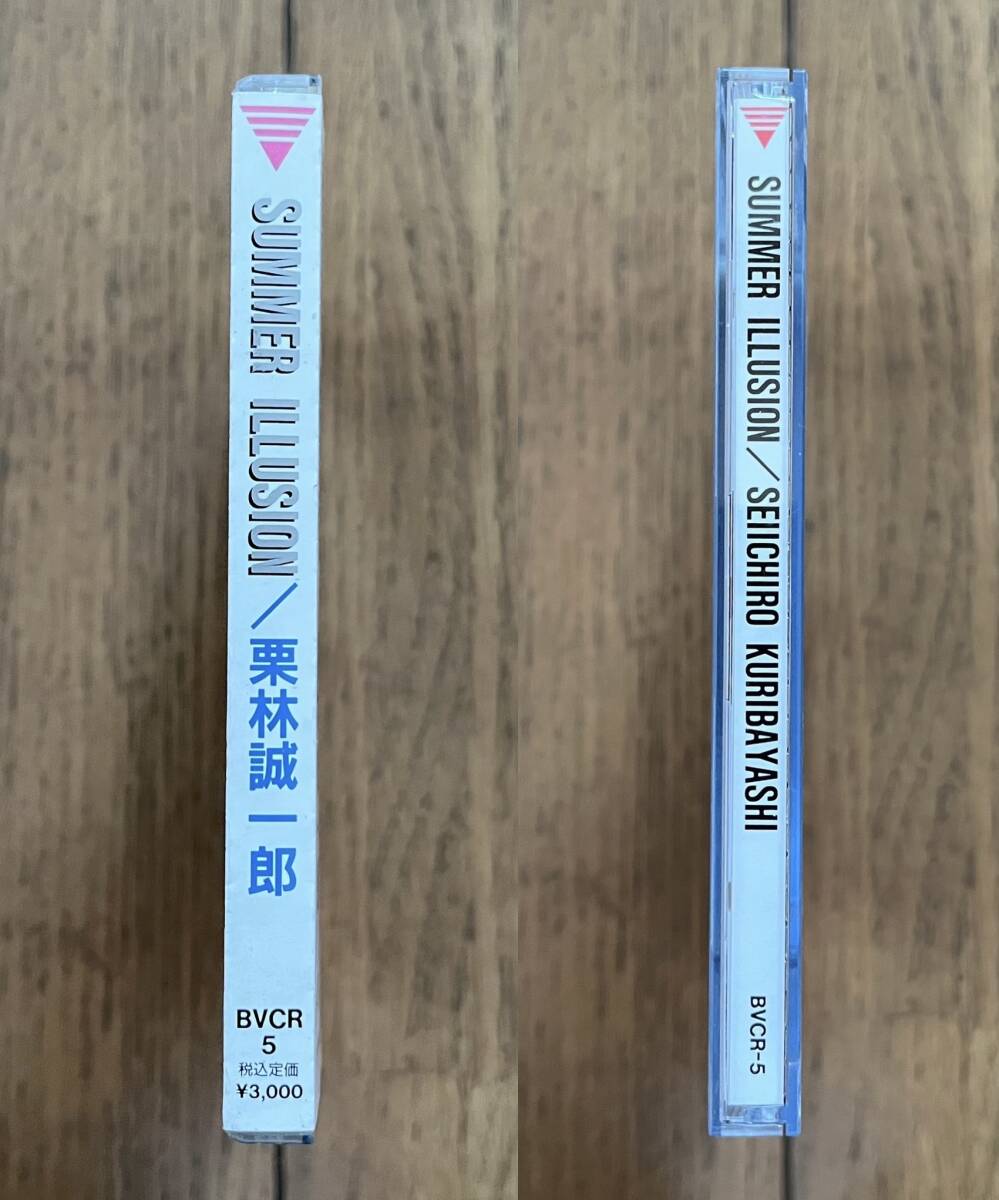 SUMMER ILLUSION／栗林誠一郎
BVCR
5
税込定価
¥3,000
SUMMER ILLUSION／SEIICHIRO KURIBAYASHI
BVCR-5